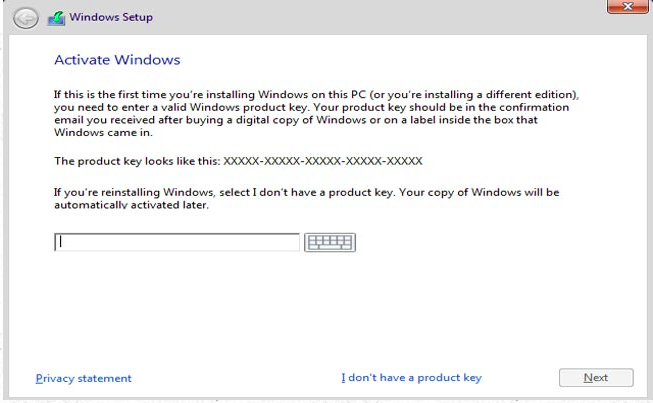 Windows Setup
Activate Windows
If this is the first time you're installing Windows on this PC (or you're installing a different edition),
you need to enter a valid Windows product key. Your product key should be in the confirmation
email you received after buying a digital copy of Windows or on a label inside the box that
Windows came in.
The product key looks like this: XXXXX-XXXXX-XXXXX-XXXXX-XXXXX
If you're reinstalling Windows, select I don't have a product key. Your copy of Windows will be
automatically activated later.
Privacy statement
I don't have a product key
Next